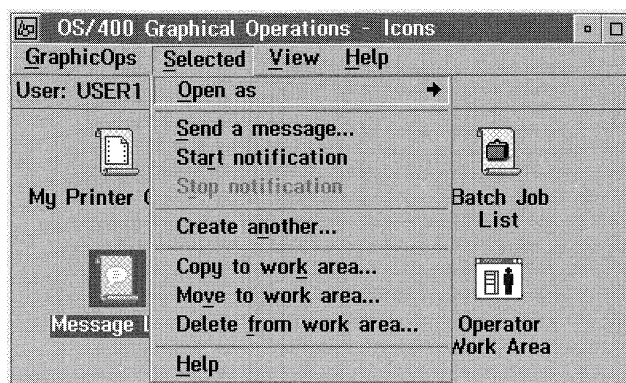 OS/400 Graphical Operations - Icons
GraphicOps Selected View Help
User: USER1
Open as
Send a message...
Start notification
Stop notification
Create another...
Copy to work area...
Move to work area...
Delete from work area...
Help
My Printer
Batch Job
List
Message
Operator
Work Area